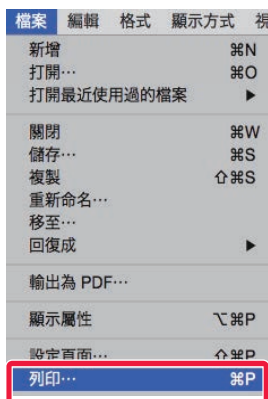 檔案 編輯 格式 顯示方式 視
新增 ⌘N
打開⋯ ⌘O
打開最近使用過的檔案 ▶
關閉 ⌘W
儲存⋯ ⌘S
複製 ⇧⌘S
重新命名⋯
移至⋯
回復成 ▶
輸出為 PDF⋯
顯示屬性 ⌥⌘P
設定頁面⋯ ⇧⌘P
列印⋯ ⌘P